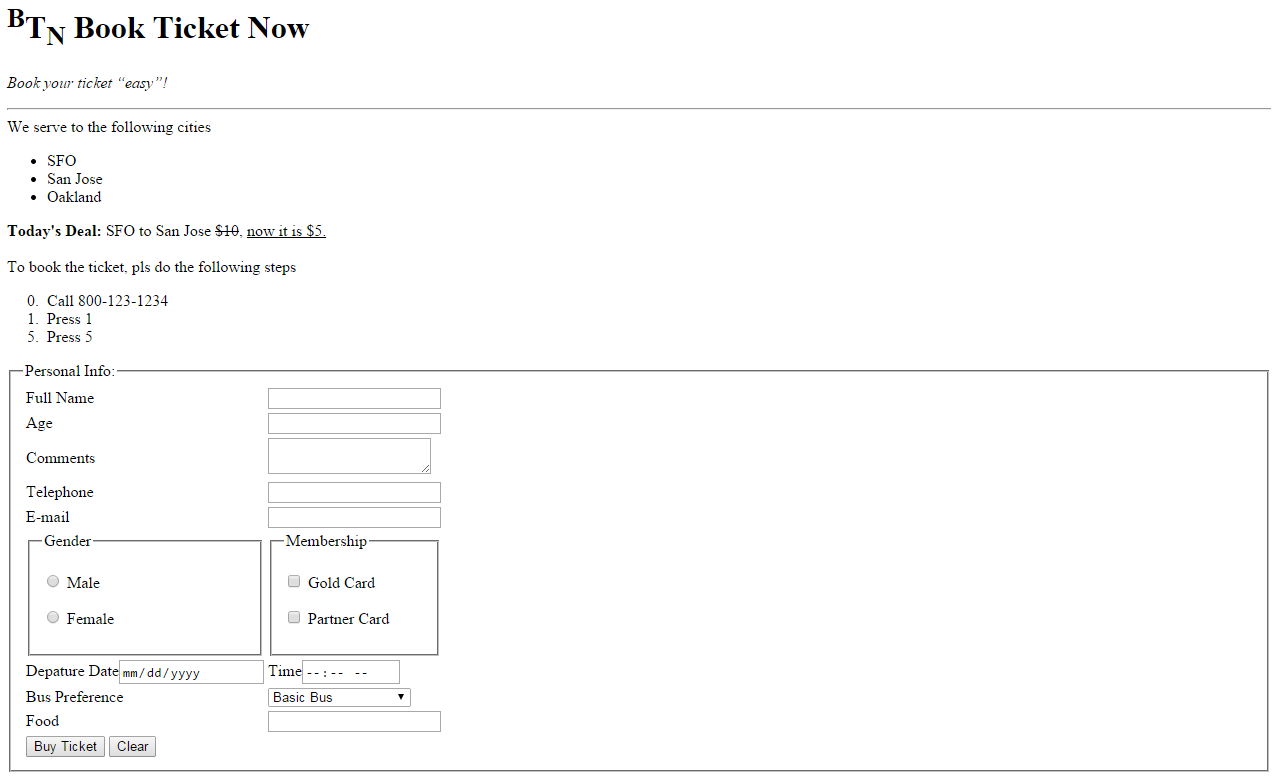 BTN Book Ticket Now
Book your ticket “easy”!
We serve to the following cities
• SFO
• San Jose
• Oakland
Today's Deal: SFO to San Jose $10, now it is $5.
To book the ticket, pls do the following steps
0. Call 800-123-1234
1. Press 1
5. Press 5
Personal Info:
Full Name
Age
Comments
Telephone
E-mail
Gender Membership
Male Gold Card
Female Partner Card
Depature Date mm/dd/yyyy Time --:-- --
Bus Preference Basic Bus
Food
Buy Ticket Clear